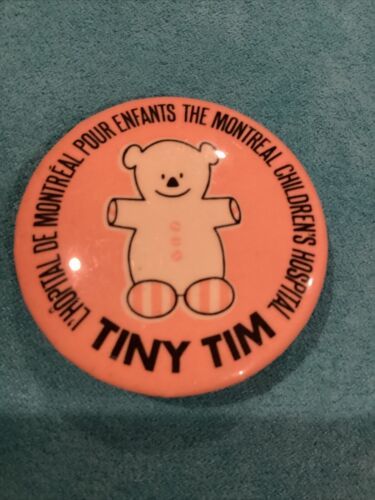 L'HÔPITAL DE MONTRÉAL POUR ENFANTS THE MONTREAL CHILDREN'S HOSPITAL
TINY TIM